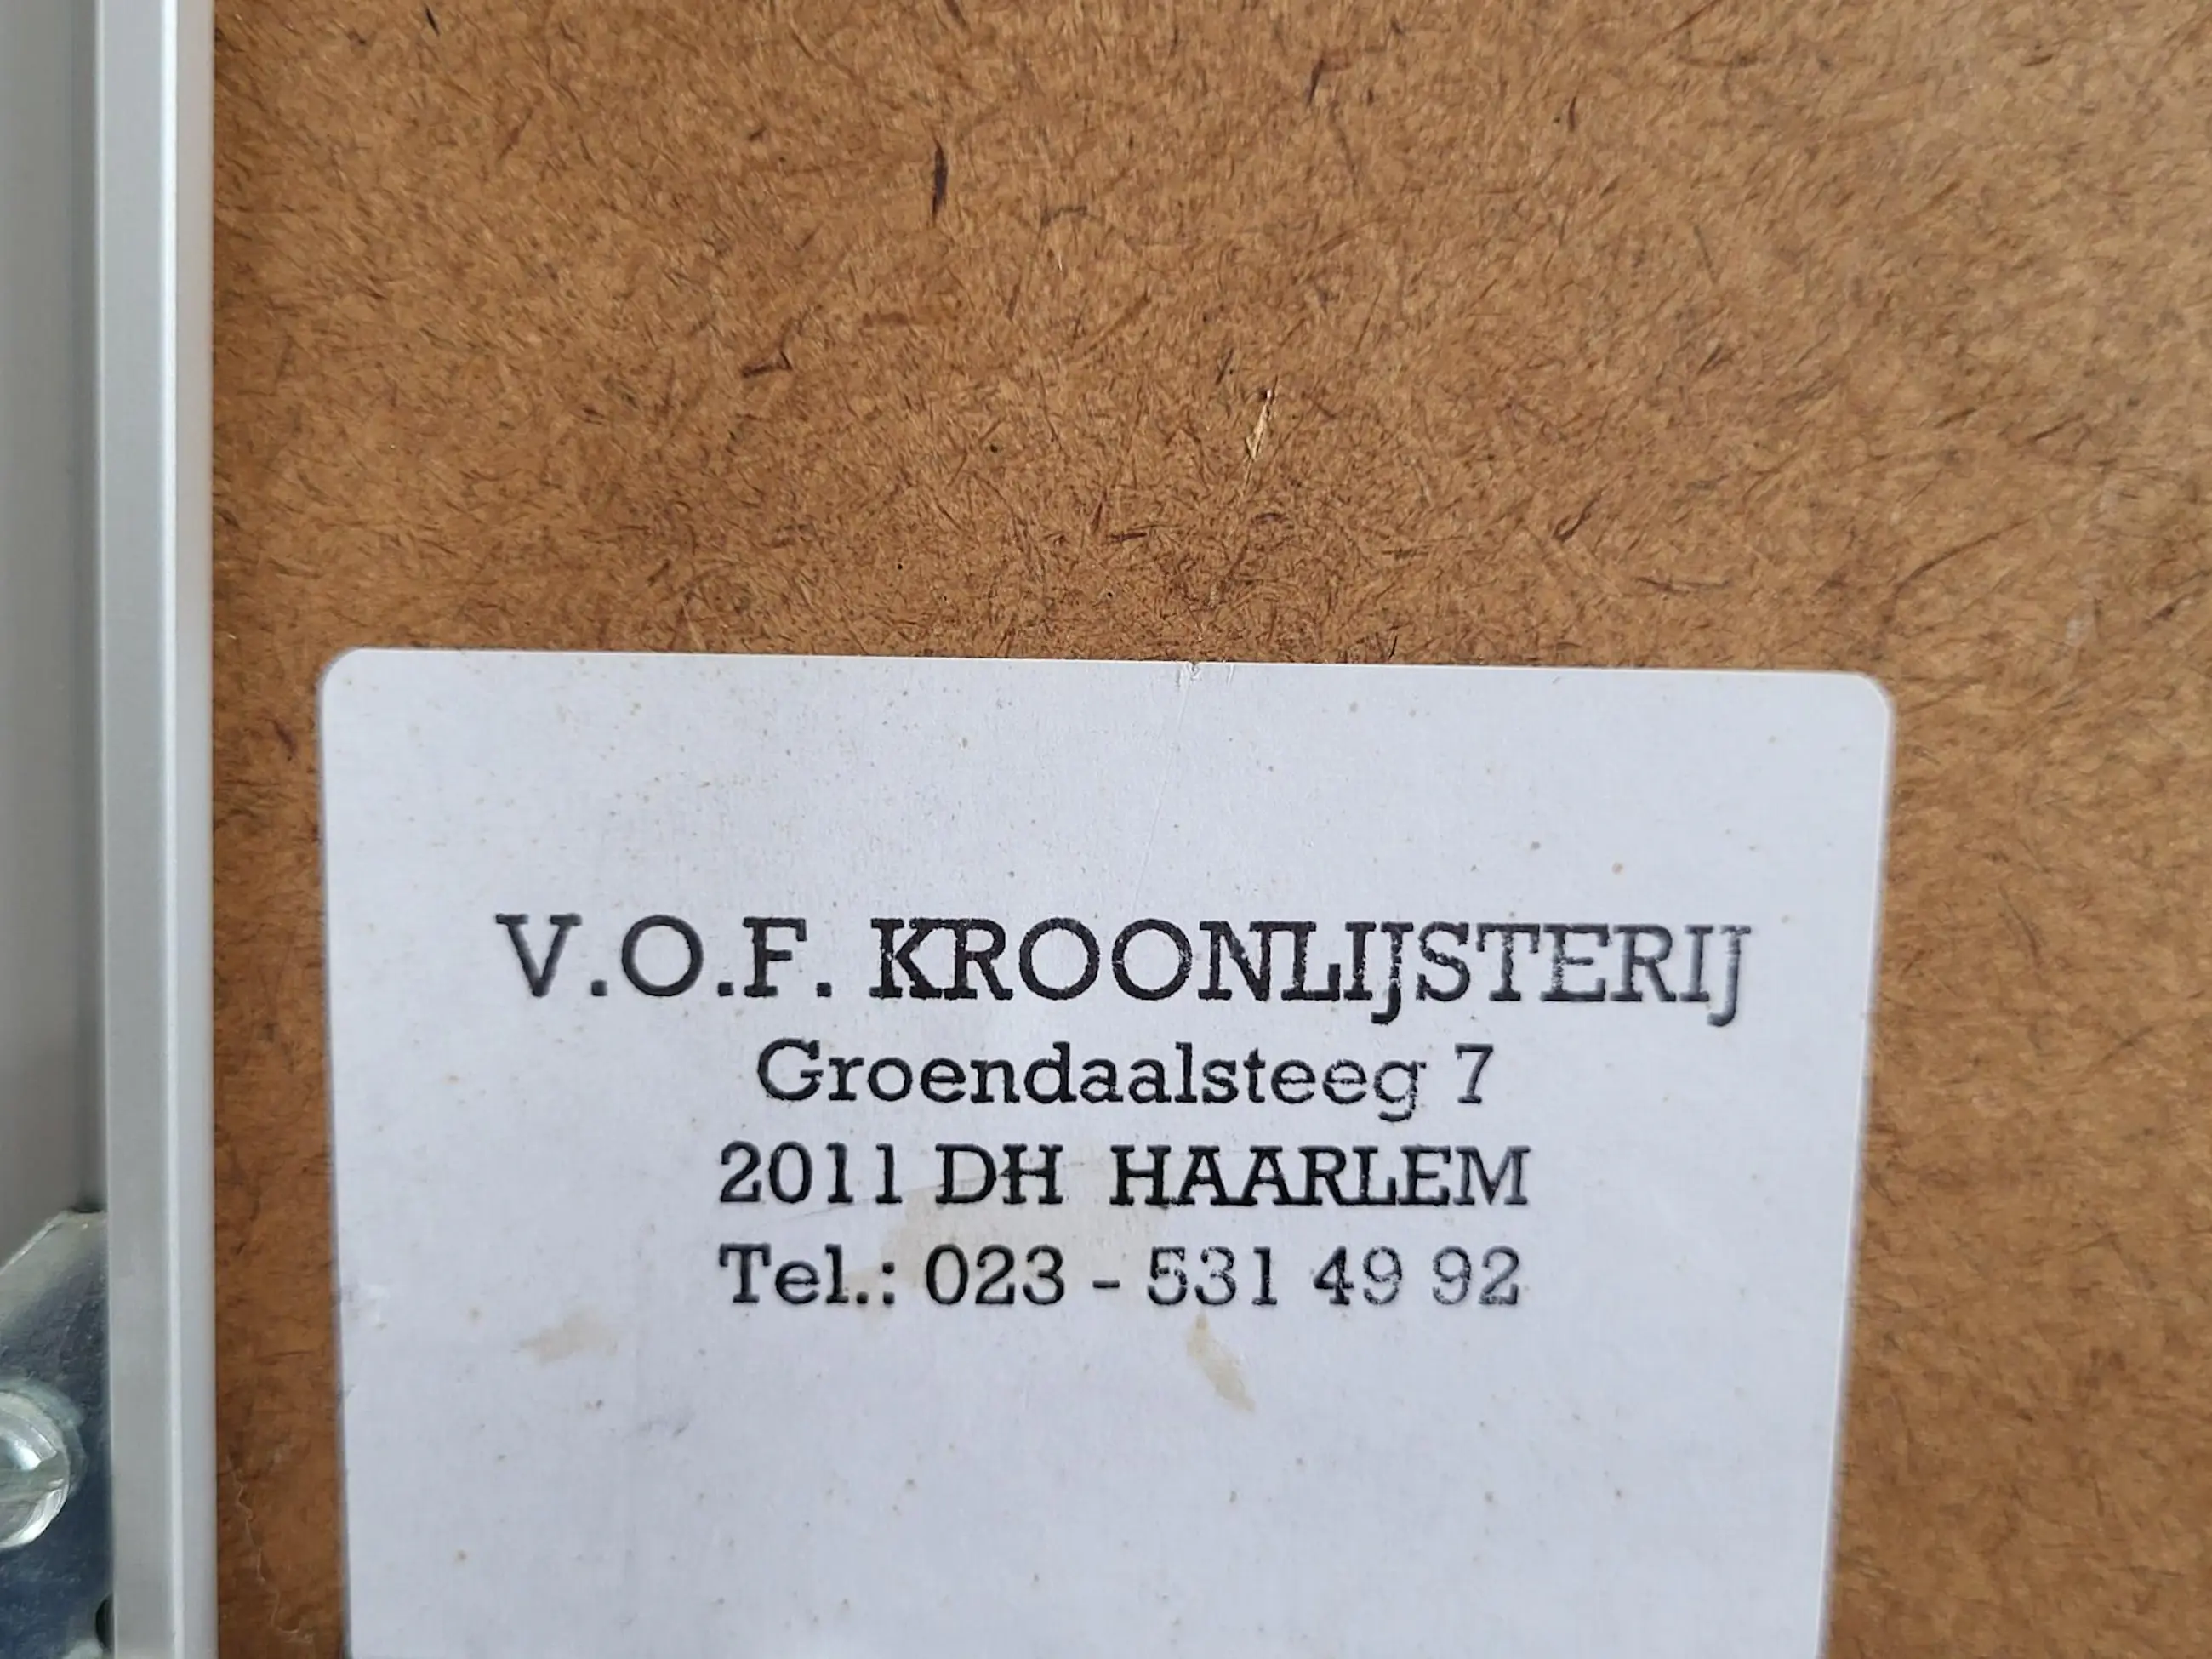 V.O.F. KROONLIJSTERIJ
Groendaalsteeg 7
2011 DH HAARLEM
Tel.: 023 - 531 49 92